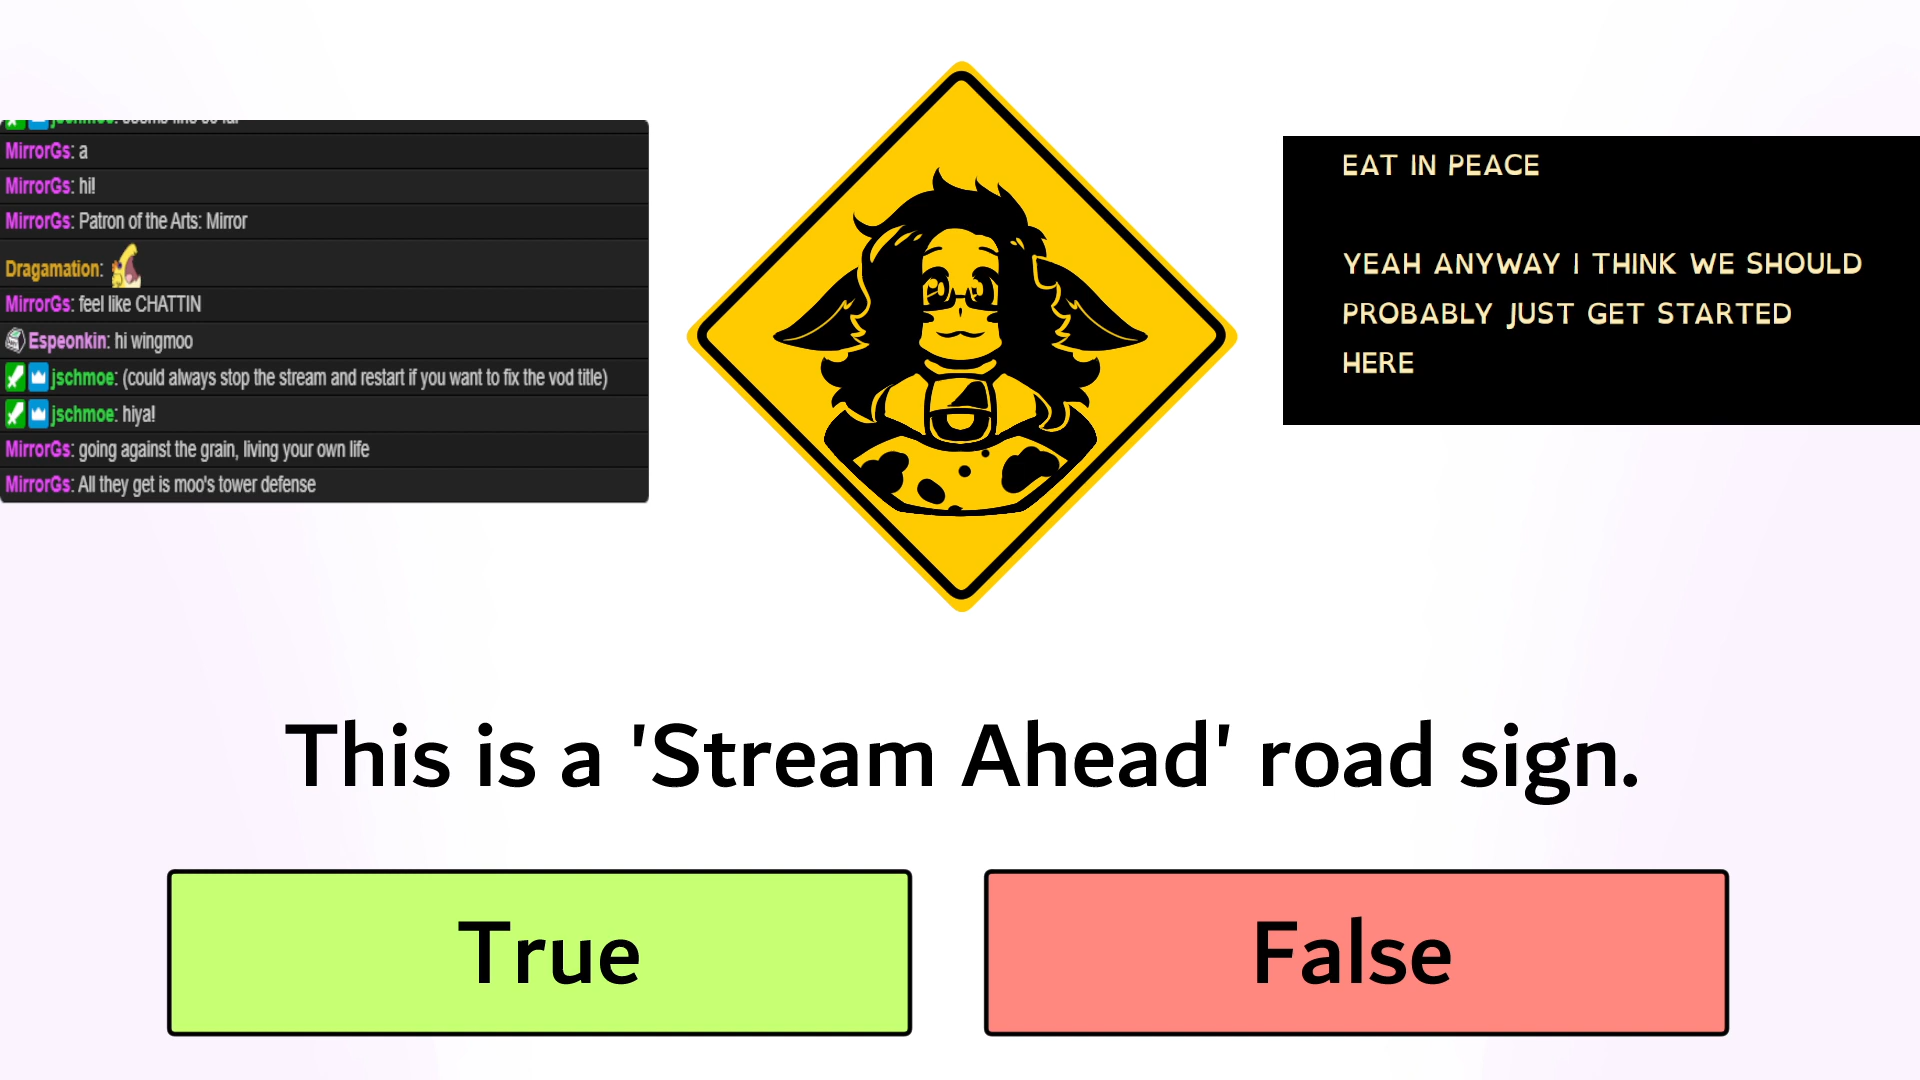 MirrorGs: a
MirrorGs: hi!
MirrorGs: Patron of the Arts: Mirror
Dragamation:
MirrorGs: feel like CHATTIN
Espeonkin: hi wingmoo
jschmoe: (could always stop the stream and restart if you want to fix the vod title)
jschmoe: hiya!
MirrorGs: going against the grain, living your own life
MirrorGs: All they get is moo's tower defense
EAT IN PEACE
YEAH ANYWAY I THINK WE SHOULD
PROBABLY JUST GET STARTED
HERE
This is a 'Stream Ahead' road sign.
True
False